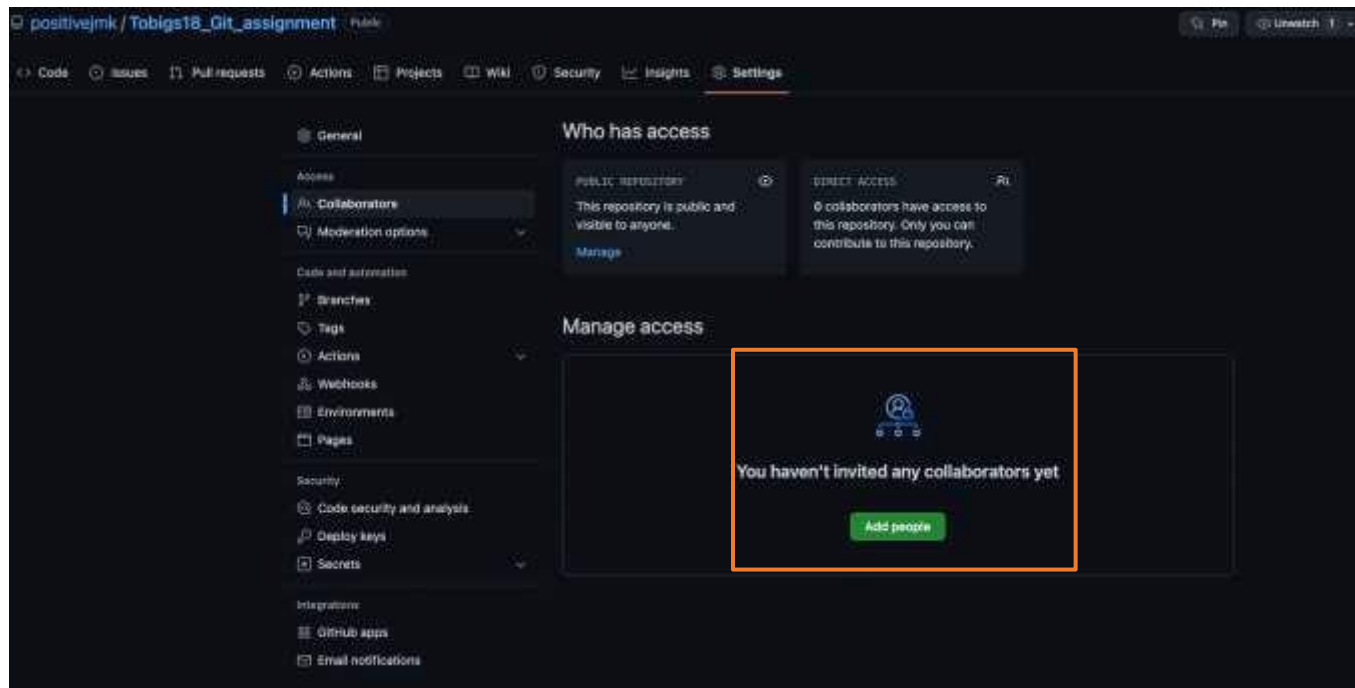 positivejmk / Tobigs18_Git_assignment Public
Pin
Unwatch 1
Code Issues Pull requests Actions Projects Wiki Security Insights Settings
General
Access
Collaborators
Moderation options
Code and automation
Branches
Tags
Actions
Webhooks
Environments
Pages
Security
Code security and analysis
Deploy keys
Secrets
Integrations
GitHub apps
Email notifications
Who has access
PUBLIC REPOSITORY
This repository is public and
visible to anyone.
Manage
DIRECT ACCESS
0 collaborators have access to
this repository. Only you can
contribute to this repository.
Manage access
You haven't invited any collaborators yet
Add people